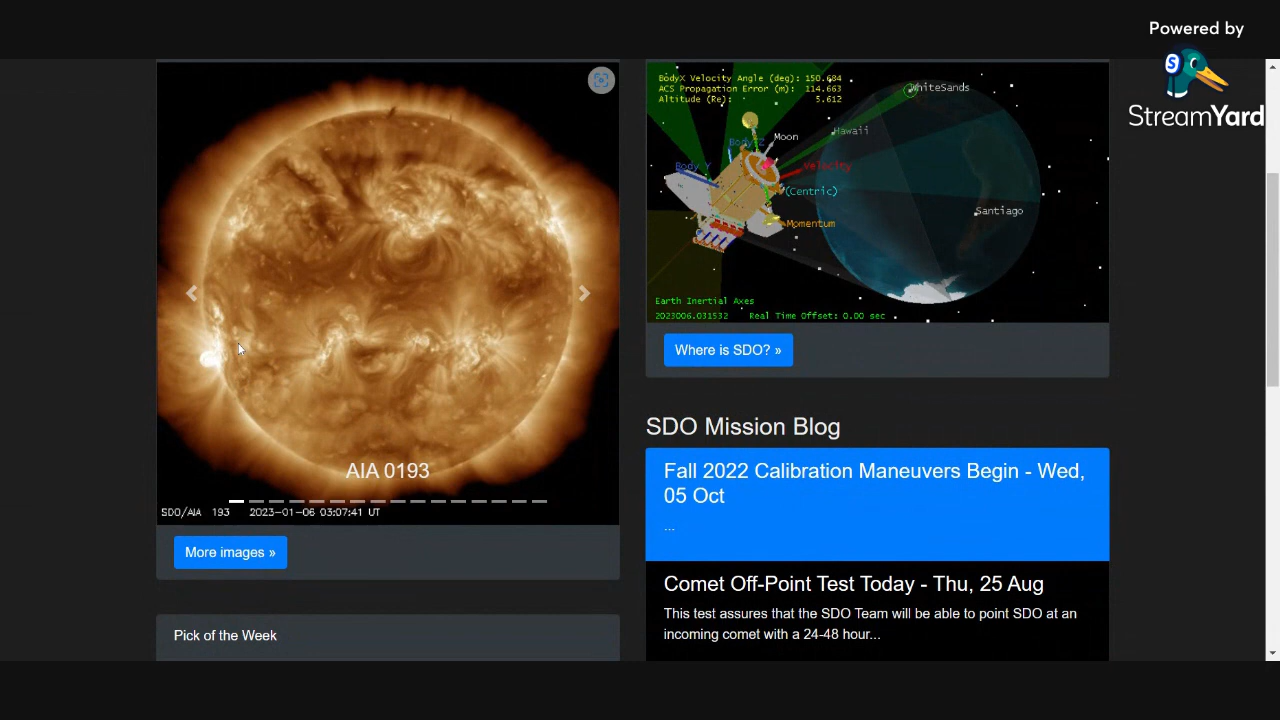 Powered by
StreamYard
AIA 0193
SDO/AIA 193 2023-01-06 03:07:41 UT
More images »
Pick of the Week
BodyX Velocity Angle (deg): 150.684
ACS Propagation Error (m): 114.663
Altitude (Re): 5.612
WhiteSands
Hawaii
Moon
Body Z
Body Y
Velocity
(Centric)
Santiago
Momentum
Earth Inertial Axes
2023006.031532 Real Time Offset: 0.00 sec
Where is SDO? »
SDO Mission Blog
Fall 2022 Calibration Maneuvers Begin - Wed,
05 Oct
...
Comet Off-Point Test Today - Thu, 25 Aug
This test assures that the SDO Team will be able to point SDO at an
incoming comet with a 24-48 hour...